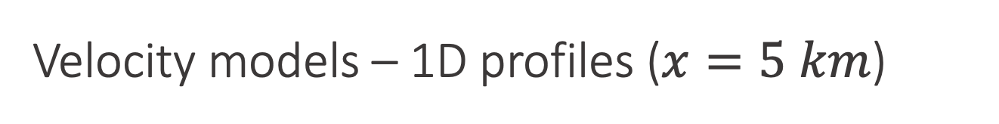 Velocity models – 1D profiles (𝑥 = 5 𝑘𝑚)